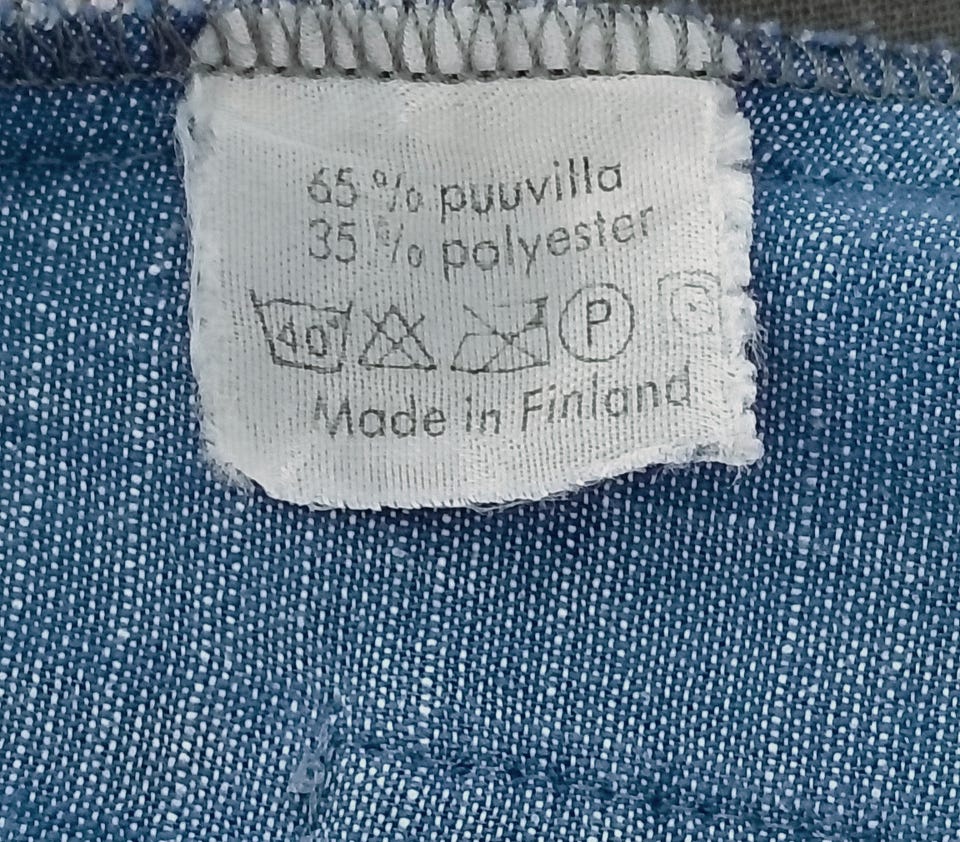 65 % puuvilla
35 % polyester
40° P
Made in Finland